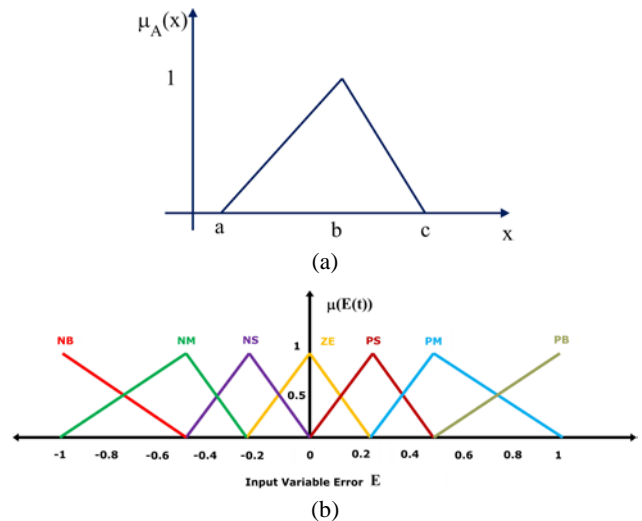 μA(x)
1
a b c x
(a)
μ(E(t))
NB NM NS ZE PS PM PB
1
0.5
-1 -0.8 -0.6 -0.4 -0.2 0 0.2 0.4 0.6 0.8 1
Input Variable Error E
(b)